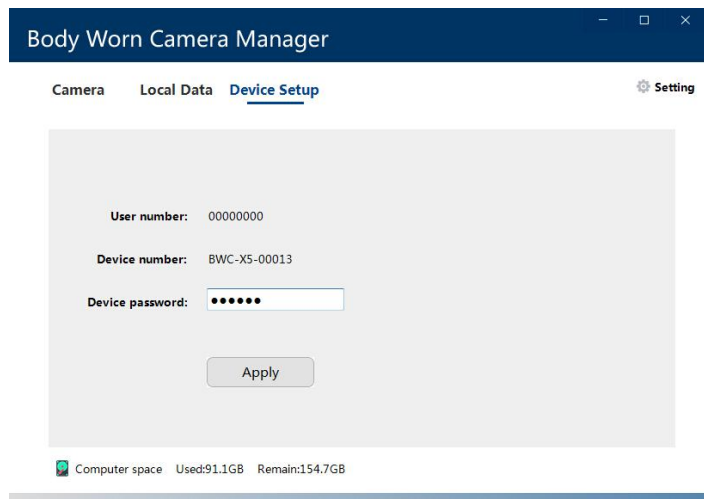 Body Worn Camera Manager
Camera Local Data Device Setup Setting
User number: 00000000
Device number: BWC-X5-00013
Device password: ●●●●●●
Apply
Computer space Used:91.1GB Remain:154.7GB